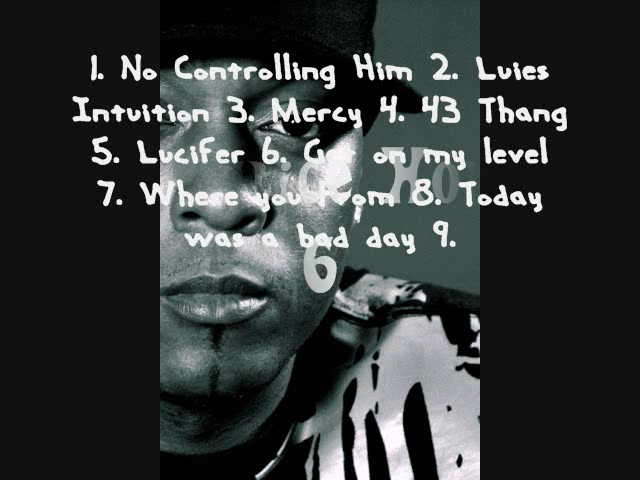 1. No Controlling Him 2. Luies
Intuition 3. Mercy 4. 43 Thang
5. Lucifer 6. Get on my level
7. Where you from 8. Today
was a bad day 9.
6